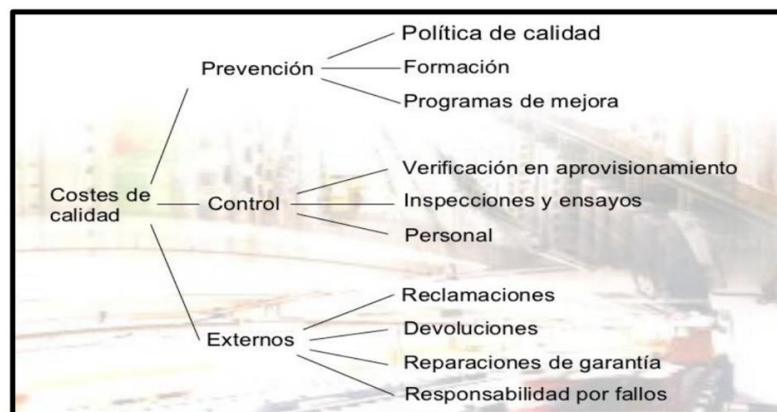 Política de calidad
Prevención
Formación
Programas de mejora
Verificación en aprovisionamiento
Costes de
calidad
Control
Inspecciones y ensayos
Personal
Reclamaciones
Devoluciones
Externos
Reparaciones de garantía
Responsabilidad por fallos